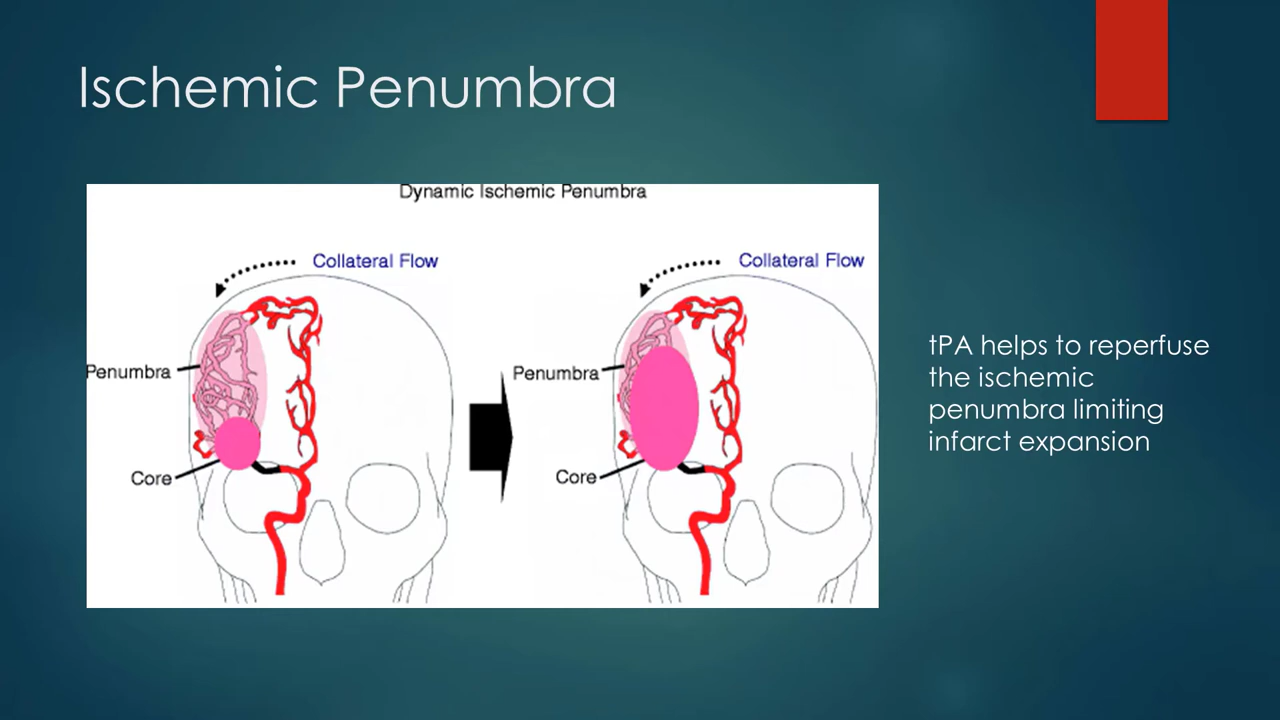 Ischemic Penumbra
Dynamic Ischemic Penumbra
Collateral Flow
Collateral Flow
Penumbra
Penumbra
Core
Core
tPA helps to reperfuse
the ischemic
penumbra limiting
infarct expansion